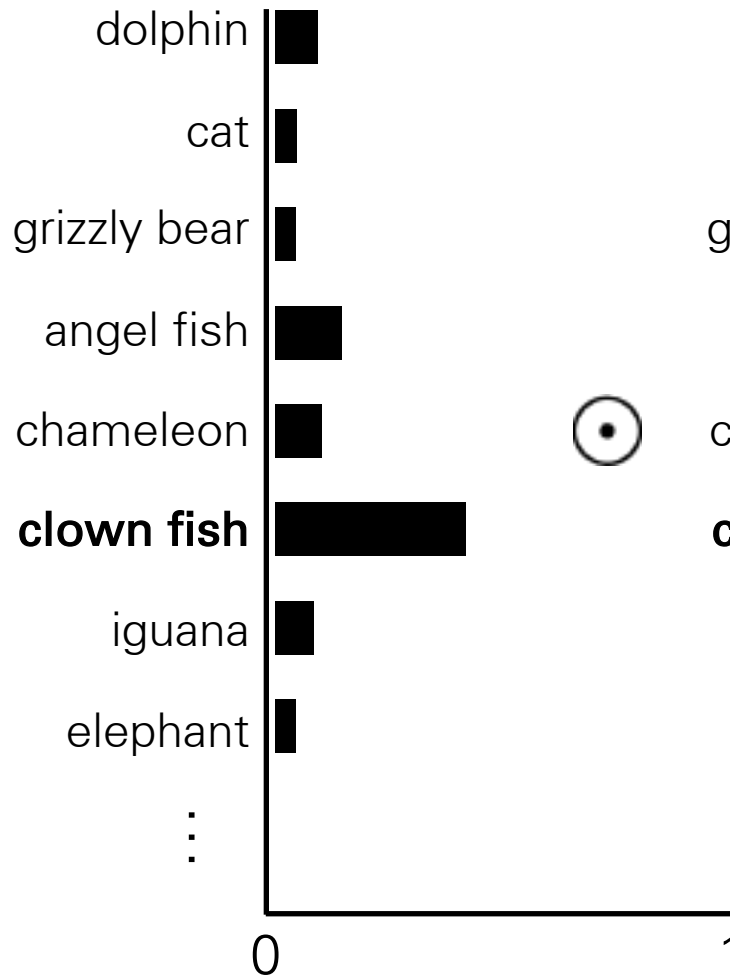 dolphin
cat
grizzly bear
g
angel fish
chameleon
c
clown fish
c
iguana
elephant
⋮
0